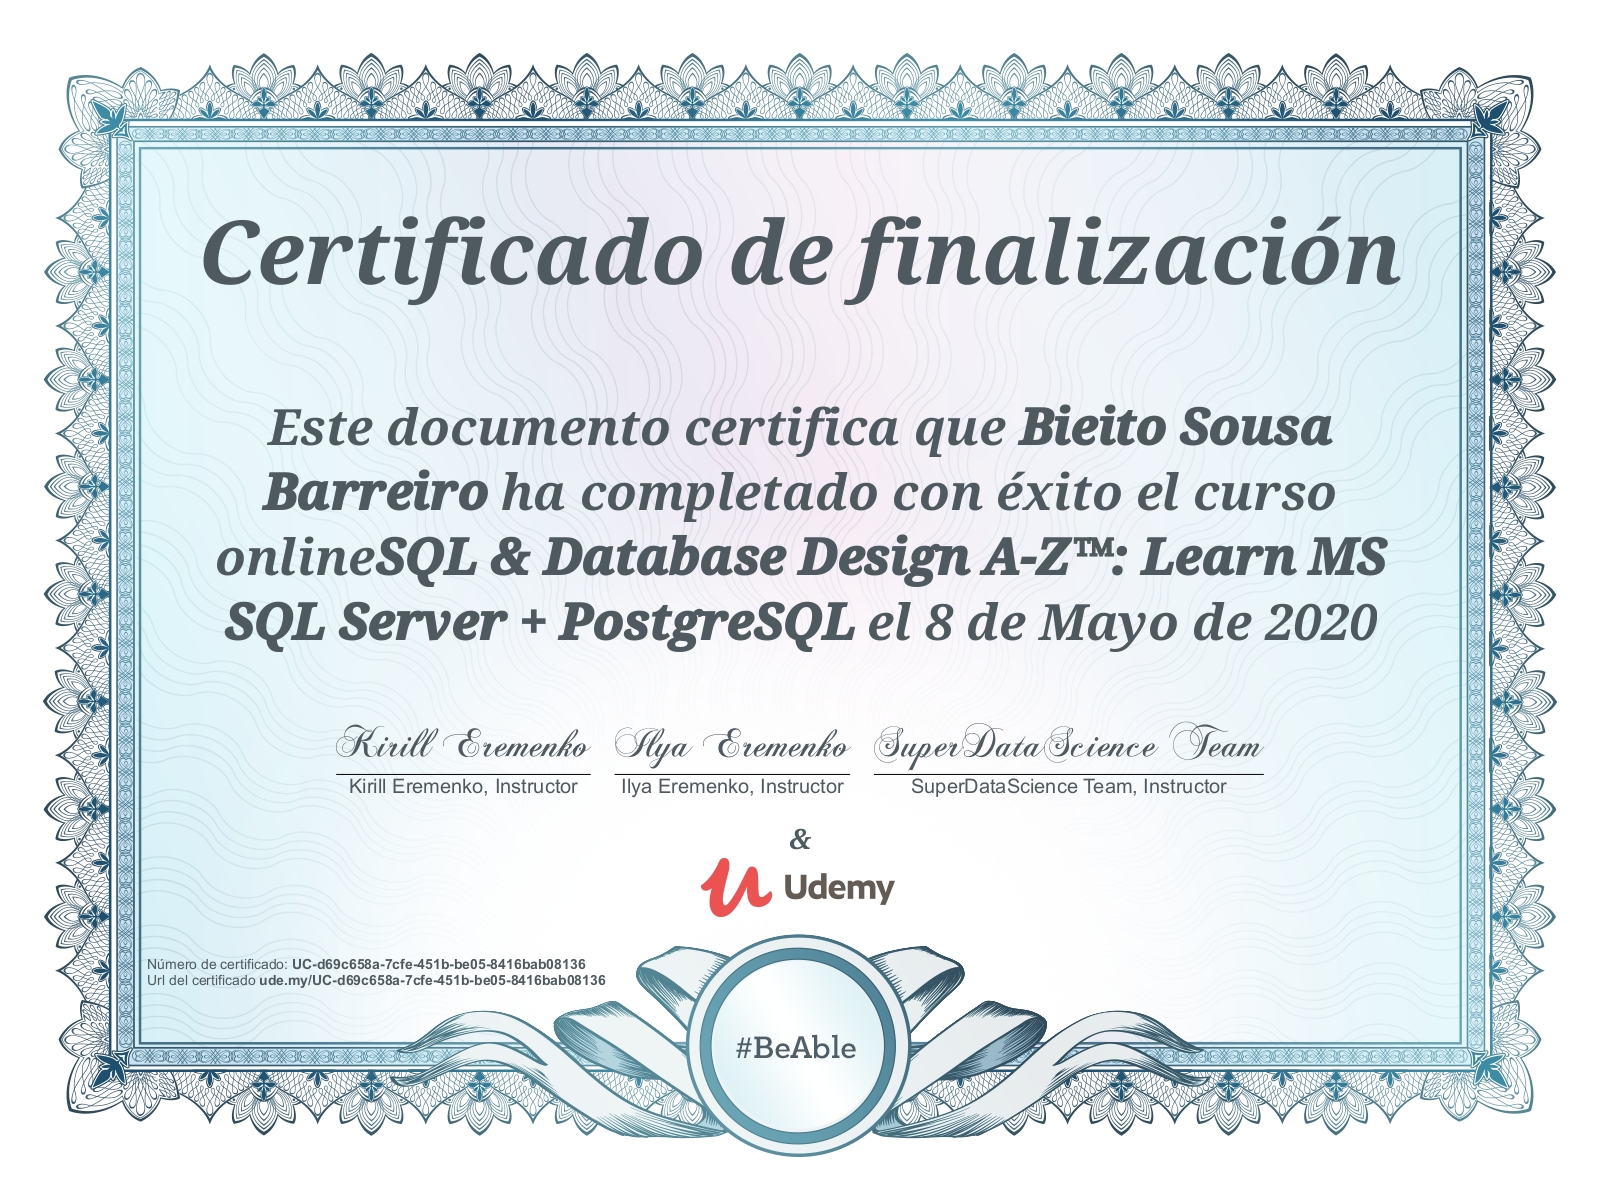 Certificado de finalización
Este documento certifica que Bieito Sousa
Barreiro ha completado con éxito el curso
onlineSQL & Database Design A-Z™: Learn MS
SQL Server + PostgreSQL el 8 de Mayo de 2020
Kirill Eremenko Ilya Eremenko SuperDataScience Team
Kirill Eremenko, Instructor Ilya Eremenko, Instructor SuperDataScience Team, Instructor
&
Udemy
Número de certificado: UC-d69c658a-7cfe-451b-be05-8416bab08136
Url del certificado ude.my/UC-d69c658a-7cfe-451b-be05-8416bab08136
#BeAble